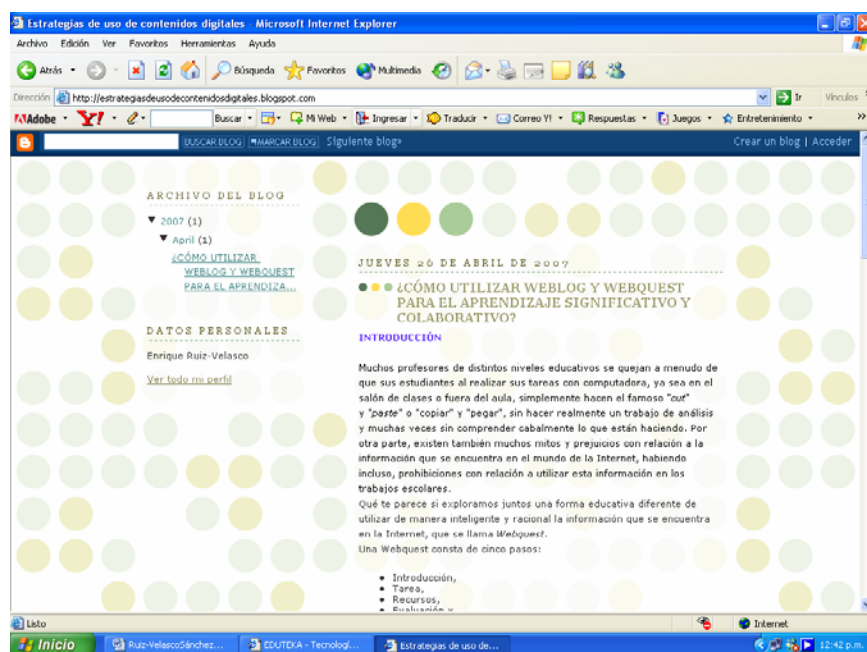 Estrategias de uso de contenidos digitales - Microsoft Internet Explorer
Archivo Edición Ver Favoritos Herramientas Ayuda
Atrás Búsqueda Favoritos Multimedia
Dirección http://estrategiasdeusodecontenidosdigitales.blogspot.com Ir Vínculos
Adobe Y! Buscar Mi Web Ingresar Traducir Correo Y! Respuestas Juegos Entretenimiento
BUSCAR BLOG MARCAR BLOG Siguiente blog» Crear un blog | Acceder
ARCHIVO DEL BLOG
▼ 2007 (1)
▼ April (1)
¿CÓMO UTILIZAR
WEBLOG Y WEBQUEST
PARA EL APRENDIZA...
DATOS PERSONALES
Enrique Ruiz-Velasco
Ver todo mi perfil
JUEVES 26 DE ABRIL DE 2007
¿CÓMO UTILIZAR WEBLOG Y WEBQUEST
PARA EL APRENDIZAJE SIGNIFICATIVO Y
COLABORATIVO?
INTRODUCCIÓN
Muchos profesores de distintos niveles educativos se quejan a menudo de
que sus estudiantes al realizar sus tareas con computadora, ya sea en el
salón de clases o fuera del aula, simplemente hacen el famoso "cut"
y "paste" o "copiar" y "pegar", sin hacer realmente un trabajo de análisis
y muchas veces sin comprender cabalmente lo que están haciendo. Por
otra parte, existen también muchos mitos y prejuicios con relación a la
información que se encuentra en el mundo de la Internet, habiendo
incluso, prohibiciones con relación a utilizar esta información en los
trabajos escolares.
Qué te parece si exploramos juntos una forma educativa diferente de
utilizar de manera inteligente y racional la información que se encuentra
en la Internet, que se llama Webquest.
Una Webquest consta de cinco pasos:
• Introducción,
• Tarea,
• Recursos,
• Evaluación y
Listo Internet
Inicio Ruiz-VelascoSánchez... EDUTEKA - Tecnologí... Estrategias de uso de... 12:42 p.m.